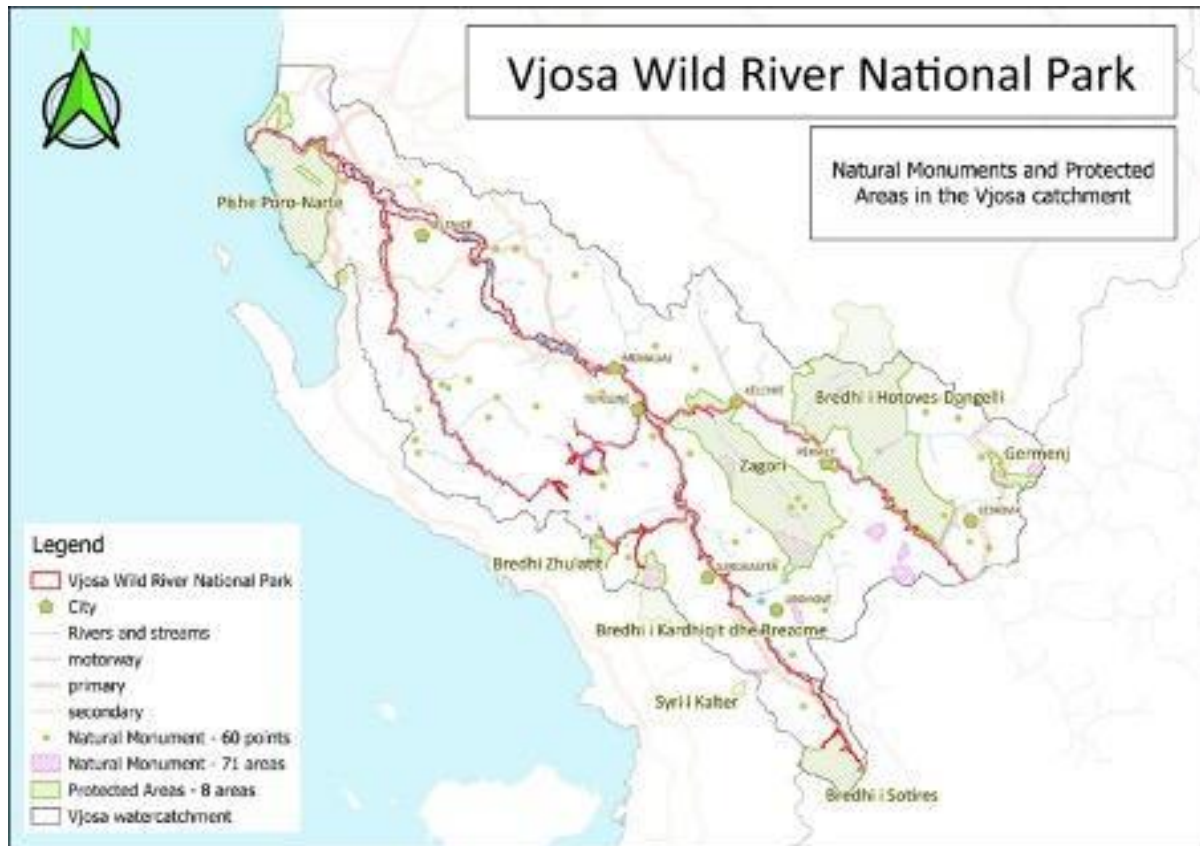 N
Vjosa Wild River National Park
Natural Monuments and Protected
Areas in the Vjosa catchment
Pishe Poro-Narte
MEMALIAJ
KËLCYRE
Bredhi i Hotoves-Dangelli
Germenj
Zagori
Bredhi Zhulatit
Bredhi i Kardhiqit dhe Rrezome
Syri i Kalter
Bredhi i Sotires
Legend
Vjosa Wild River National Park
City
Rivers and streams
motorway
primary
secondary
Natural Monument - 60 points
Natural Monument - 71 areas
Protected Areas - 8 areas
Vjosa watercatchment